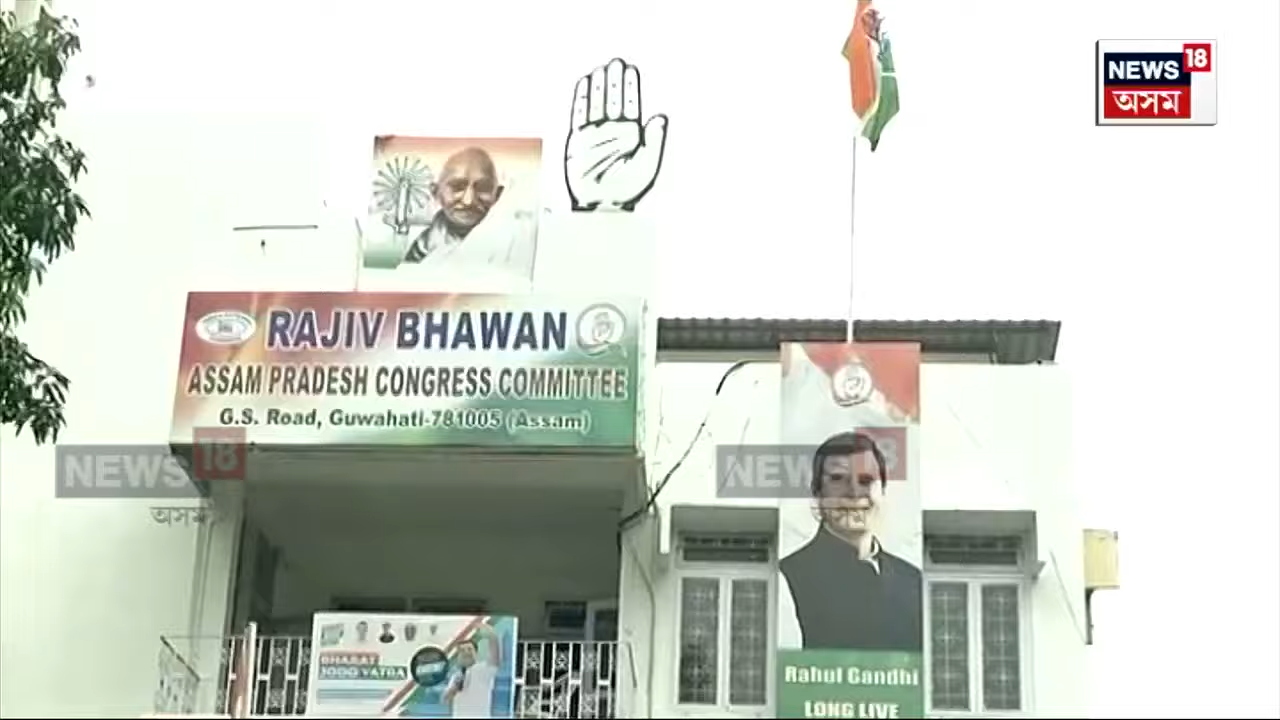 NEWS 18
অসম
RAJIV BHAWAN
ASSAM PRADESH CONGRESS COMMITTEE
G.S. Road, Guwahati-781005 (Assam)
NEWS 18
অসম
NEWS 18
অসম
BHARAT
JODO YATRA
Rahul Gandhi
LONG LIVE